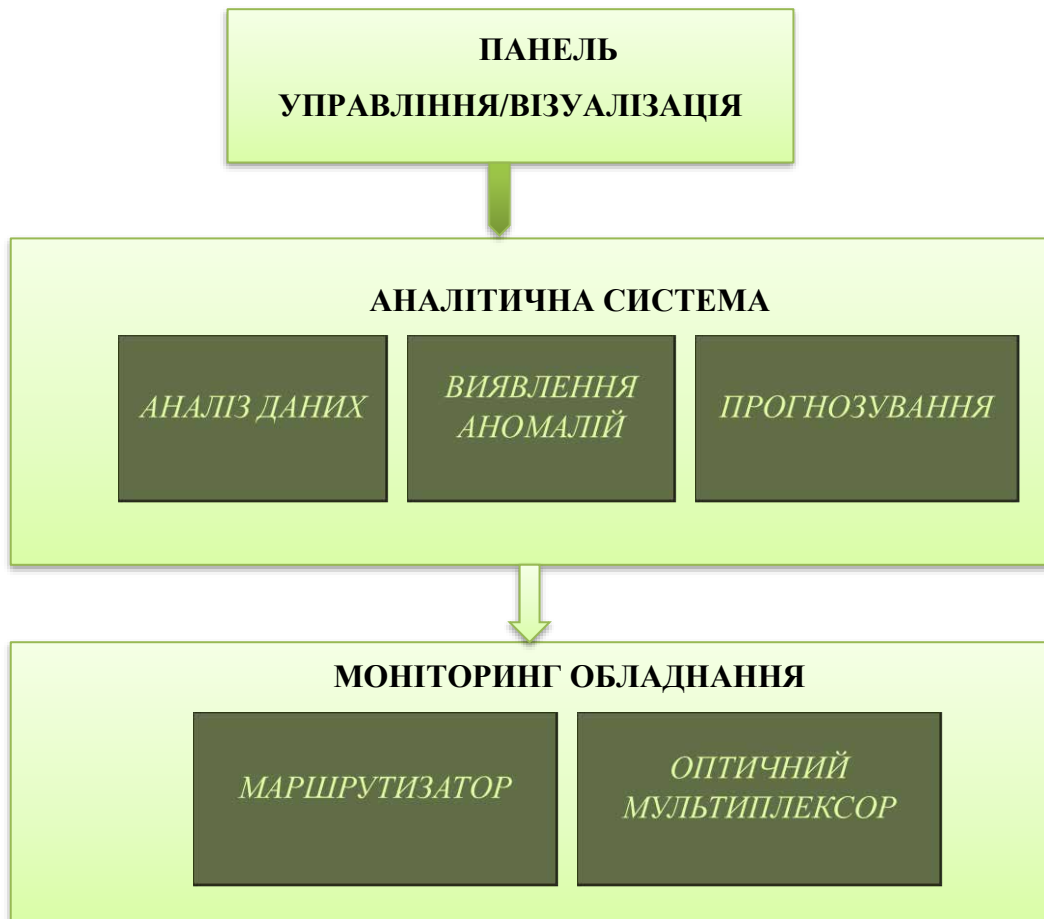 ПАНЕЛЬ
УПРАВЛІННЯ/ВІЗУАЛІЗАЦІЯ
АНАЛІТИЧНА СИСТЕМА
АНАЛІЗ ДАНИХ
ВИЯВЛЕННЯ
АНОМАЛІЙ
ПРОГНОЗУВАННЯ
МОНІТОРИНГ ОБЛАДНАННЯ
МАРШРУТИЗАТОР
ОПТИЧНИЙ
МУЛЬТИПЛЕКСОР